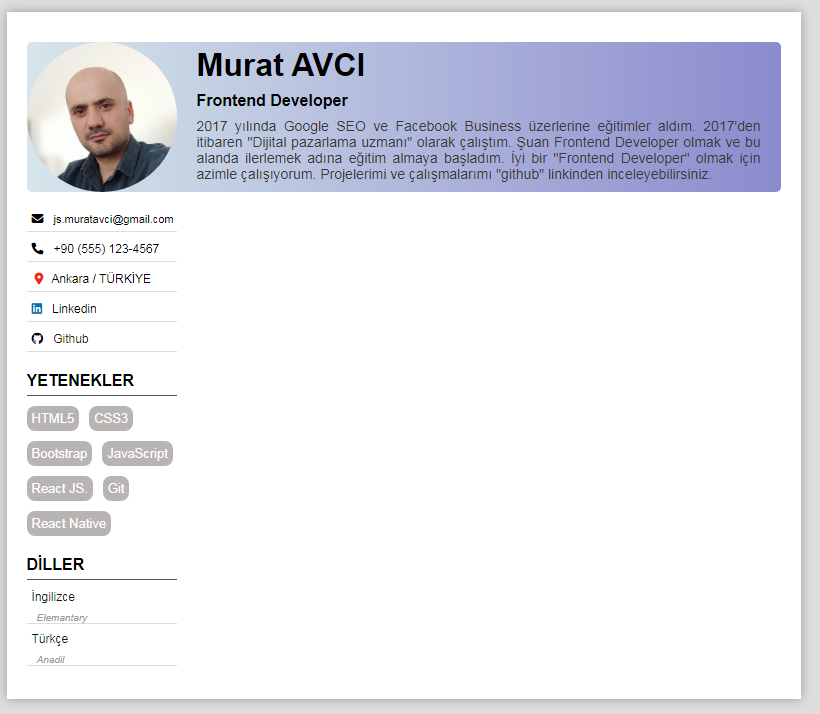 Murat AVCI
Frontend Developer
2017 yılında Google SEO ve Facebook Business üzerlerine eğitimler aldım. 2017'den
itibaren "Dijital pazarlama uzmanı" olarak çalıştım. Şuan Frontend Developer olmak ve bu
alanda ilerlemek adına eğitim almaya başladım. İyi bir "Frontend Developer" olmak için
azimle çalışıyorum. Projelerimi ve çalışmalarımı "github" linkinden inceleyebilirsiniz.
js.muratavci@gmail.com
+90 (555) 123-4567
Ankara / TÜRKİYE
Linkedin
Github
YETENEKLER
HTML5 CSS3
Bootstrap JavaScript
React JS. Git
React Native
DİLLER
İngilizce
Elemantary
Türkçe
Anadil